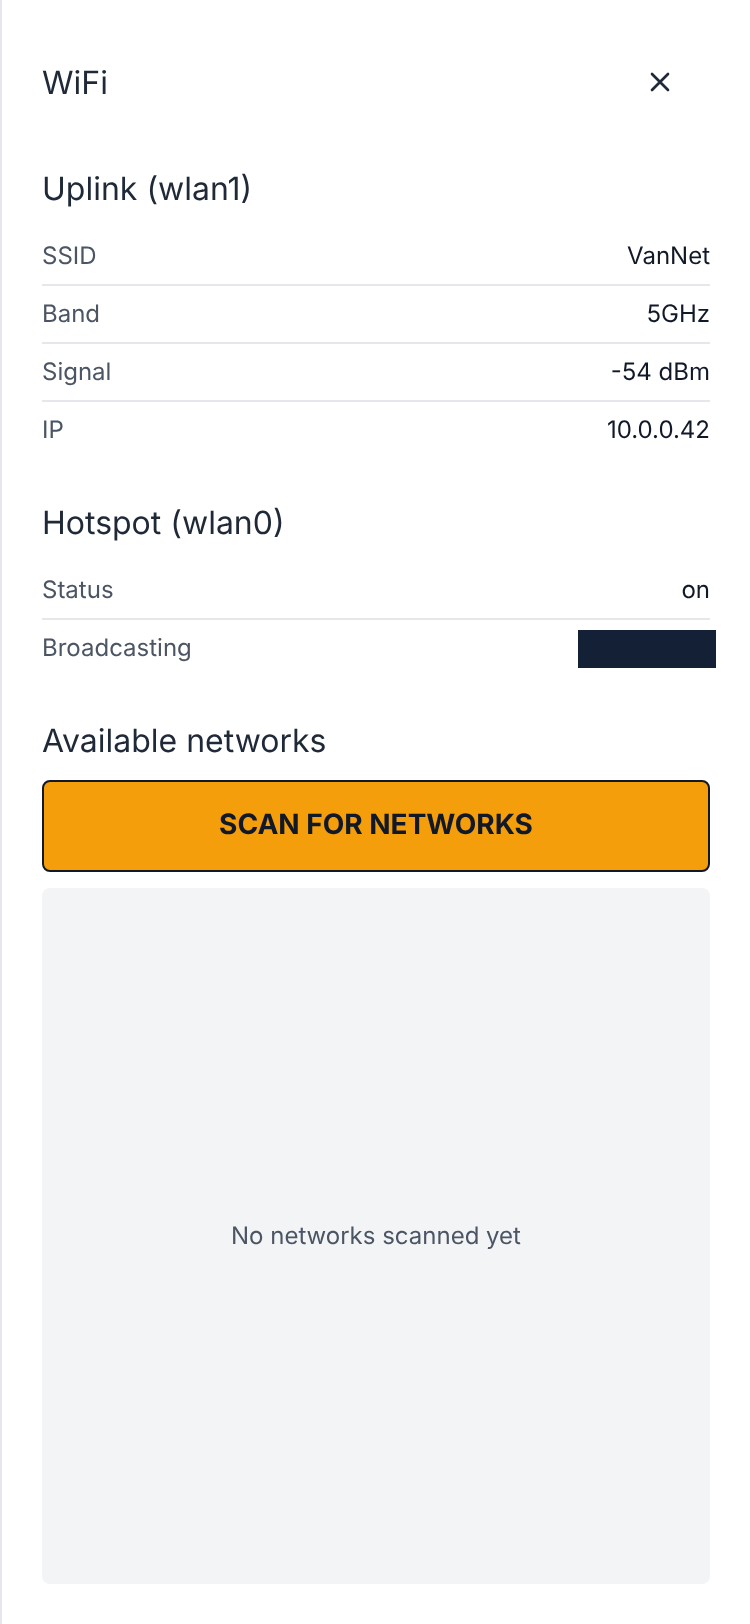 WiFi
Uplink (wlan1)
SSID VanNet
Band 5GHz
Signal -54 dBm
IP 10.0.0.42
Hotspot (wlan0)
Status on
Broadcasting
Available networks
SCAN FOR NETWORKS
No networks scanned yet